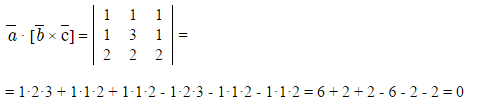 a̅ · [b̅ × c̅] = | 1 1 1 |
| 1 3 1 | =
| 2 2 2 |
= 1·2·3 + 1·1·2 + 1·1·2 - 1·2·3 - 1·1·2 - 1·1·2 = 6 + 2 + 2 - 6 - 2 - 2 = 0